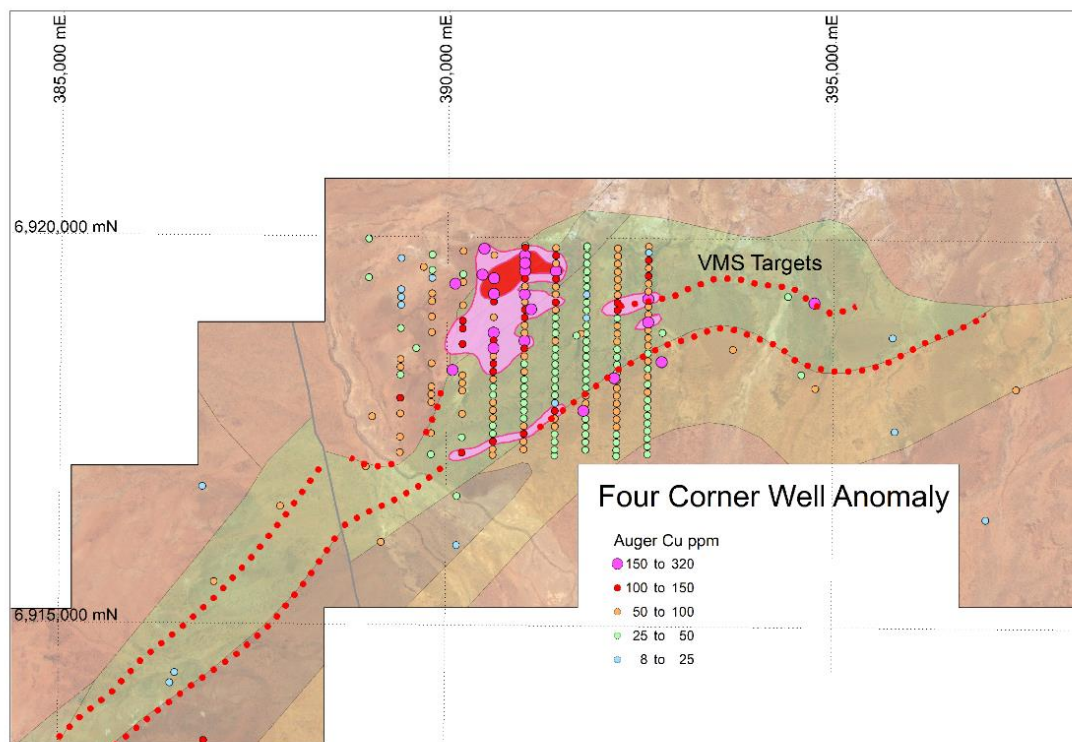 385,000 mE
390,000 mE
395,000 mE
6,920,000 mN
VMS Targets
Four Corner Well Anomaly
Auger Cu ppm
150 to 320
100 to 150
50 to 100
25 to 50
8 to 25
6,915,000 mN